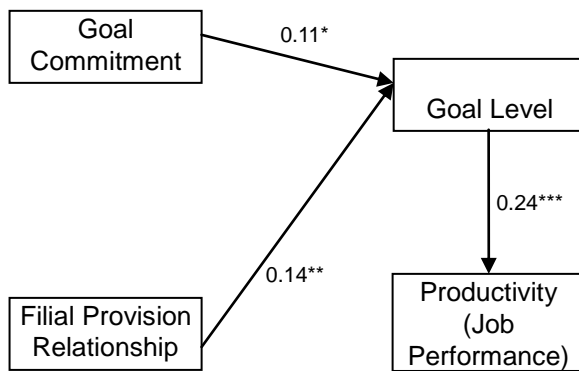 Goal
Commitment
0.11*
Goal Level
0.24***
0.14**
Filial Provision
Relationship
Productivity
(Job
Performance)